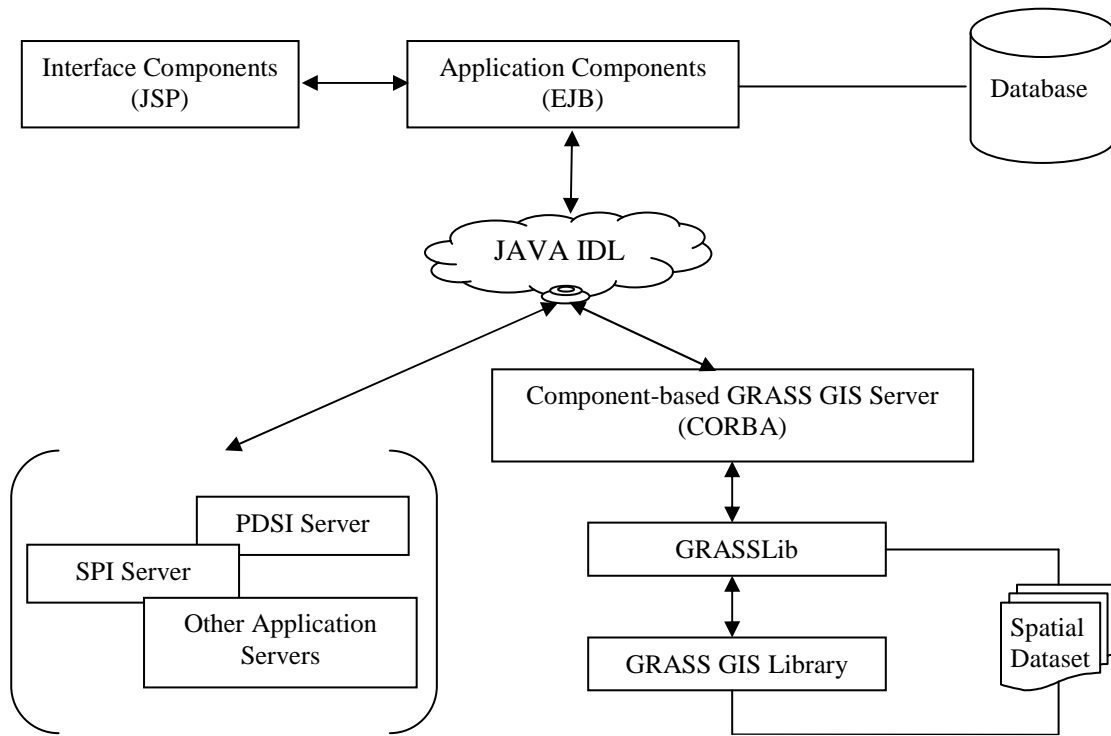 Interface Components
(JSP)
Application Components
(EJB)
Database
JAVA IDL
Component-based GRASS GIS Server
(CORBA)
PDSI Server
SPI Server
Other Application
Servers
GRASSLib
GRASS GIS Library
Spatial
Dataset